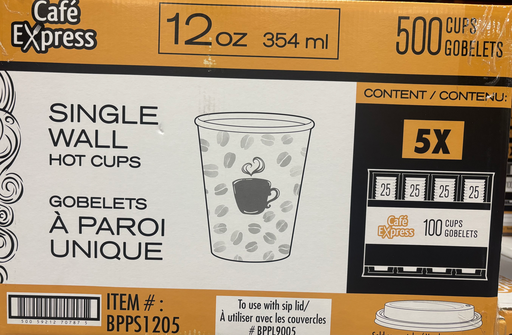 Café
EXpress
12 OZ 354 ml
500 CUPS
GOBELETS
SINGLE
WALL
HOT CUPS
GOBELETS
À PAROI
UNIQUE
CONTENT / CONTENU:
5X
25 25 25 25
Café
EXpress
100 CUPS
GOBELETS
ITEM # :
BPPS1205
To use with sip lid/
À utiliser avec les couvercles
# BPPL9005